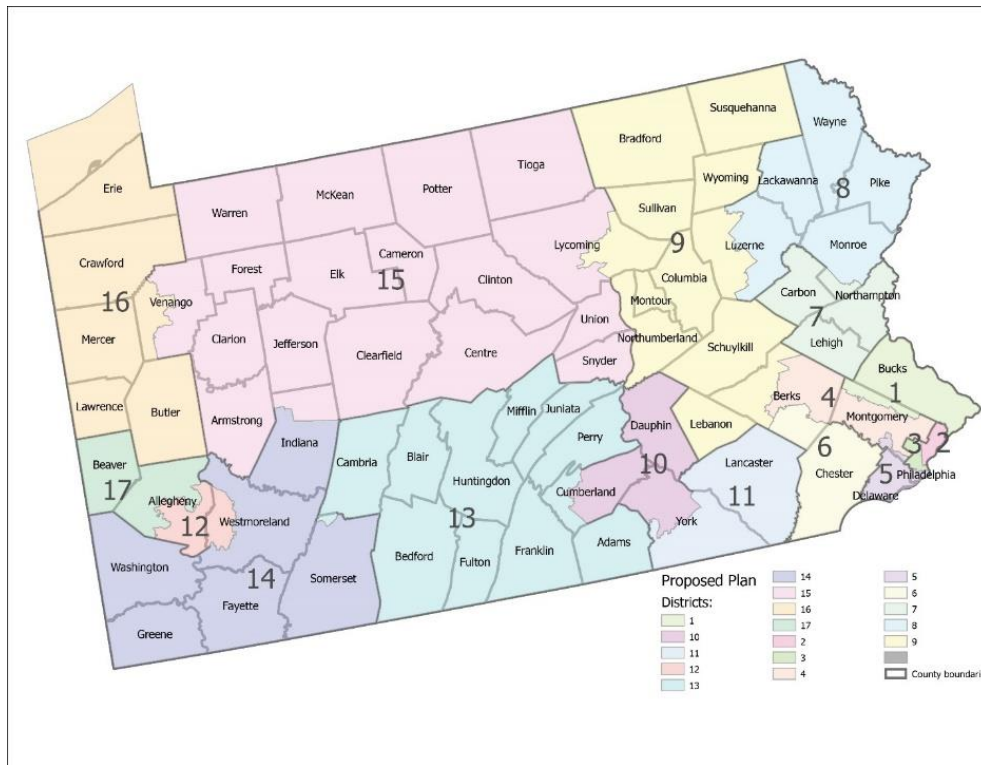 Susquehanna
Wayne
Bradford
Tioga
Wyoming
Lackawanna
8
Pike
Potter
McKean
Erie
Warren
Sullivan
Lycoming
9
Luzerne
Monroe
Cameron
15
Crawford
Forest
Elk
Clinton
Columbia
16
Venango
Montour
Carbon
Northampton
7
Mercer
Clarion
Jefferson
Clearfield
Centre
Union
Snyder
Northumberland
Schuylkill
Lehigh
Bucks
1
Lawrence
Butler
Armstrong
Mifflin
Juniata
Berks
4
Montgomery
Indiana
Dauphin
Lebanon
3
2
Beaver
Cambria
Blair
Perry
10
6
Philadelphia
17
Allegheny
12
Westmoreland
Huntingdon
13
Cumberland
Lancaster
11
Chester
5
Delaware
York
Washington
14
Somerset
Bedford
Fulton
Franklin
Adams
Greene
Fayette
Proposed Plan
Districts:
1
10
11
12
13
14
15
16
17
2
3
4
5
6
7
8
9
County boundari